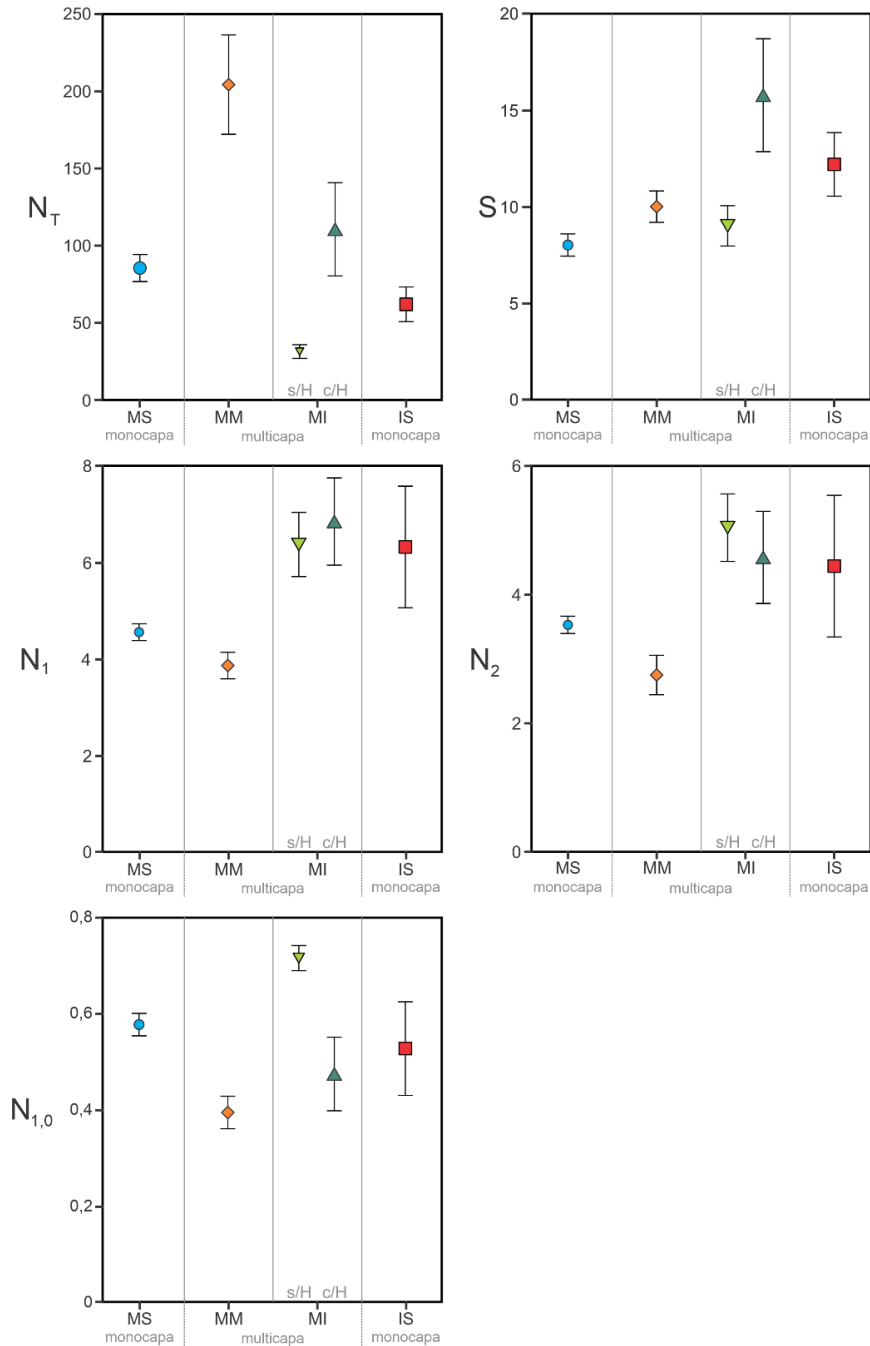 250
200
150
100
50
0
N_T
s/H c/H
MS MM MI IS
monocapa multicapa monocapa
20
15
10
5
0
S
s/H c/H
MS MM MI IS
monocapa multicapa monocapa
8
6
4
2
0
N_1
s/H c/H
MS MM MI IS
monocapa multicapa monocapa
6
4
2
0
N_2
s/H c/H
MS MM MI IS
monocapa multicapa monocapa
0,8
0,6
0,4
0,2
0
N_1,0
s/H c/H
MS MM MI IS
monocapa multicapa monocapa